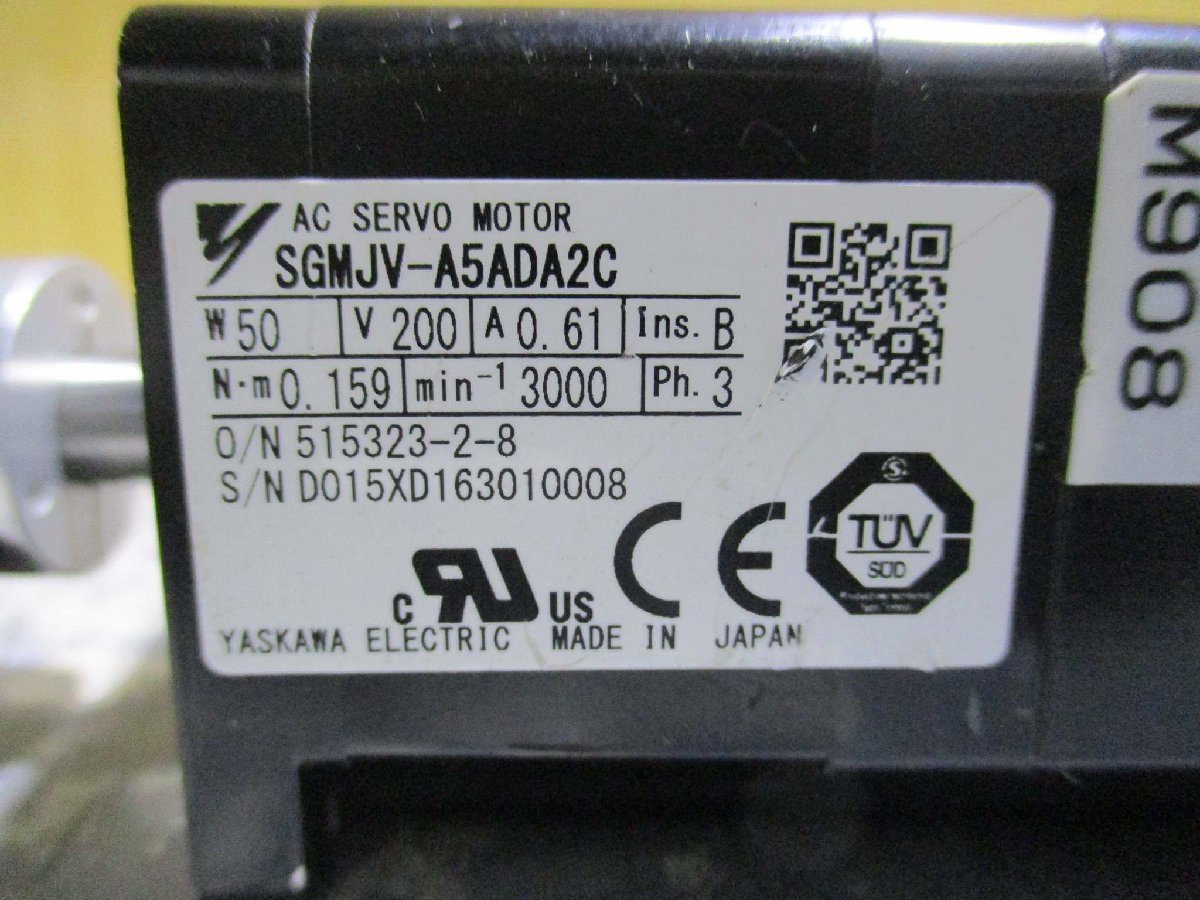 AC SERVO MOTOR
SGMJV-A5ADA2C
W 50 V 200 A 0.61 Ins. B
N·m 0.159 min⁻¹ 3000 Ph. 3
O/N 515323-2-8
S/N D015XD163010008
C RU US CE
TÜV
SÜD
YASKAWA ELECTRIC MADE IN JAPAN
M908